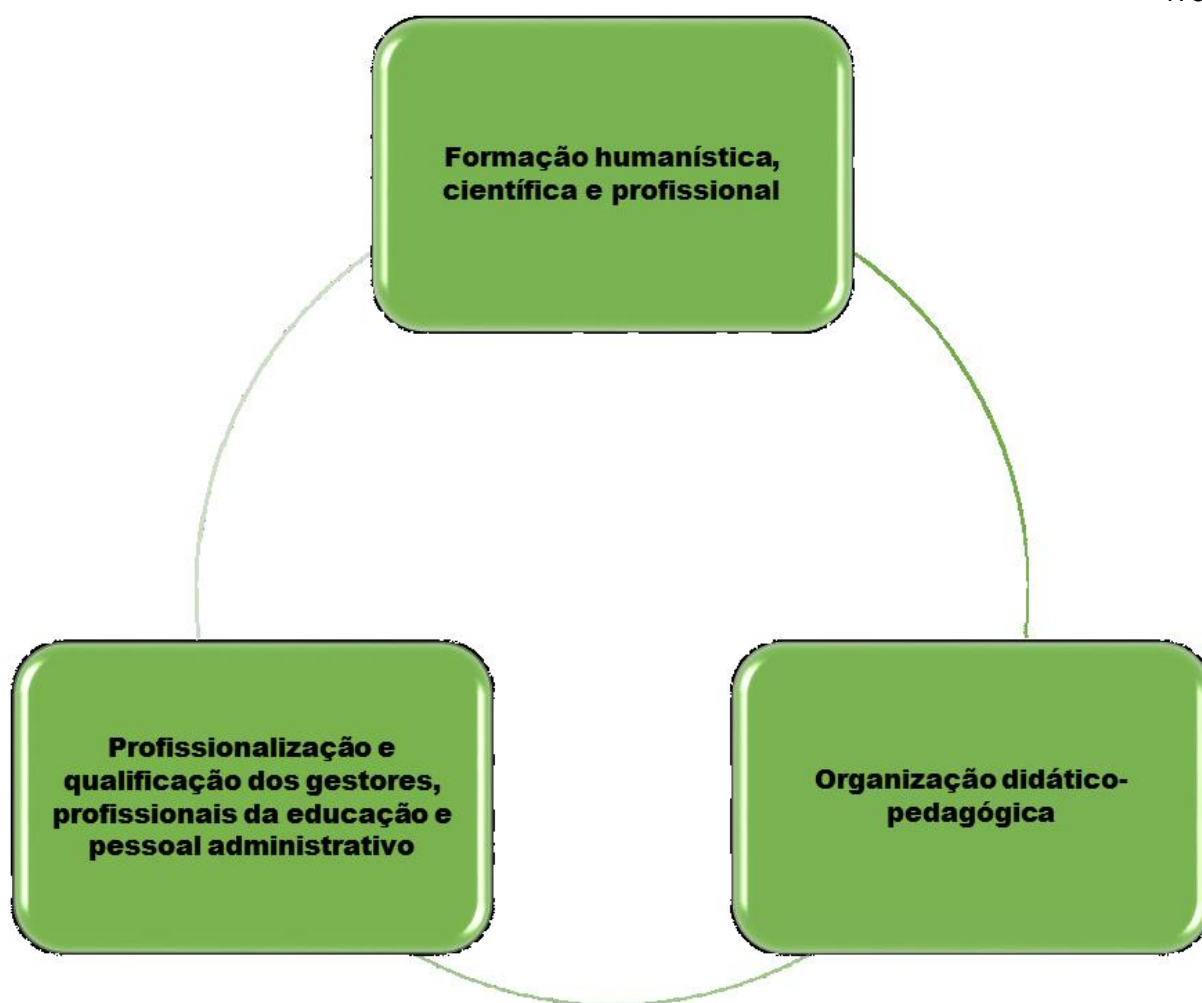 Formação humanística,
científica e profissional
Profissionalização e
qualificação dos gestores,
profissionais da educação e
pessoal administrativo
Organização didático-
pedagógica